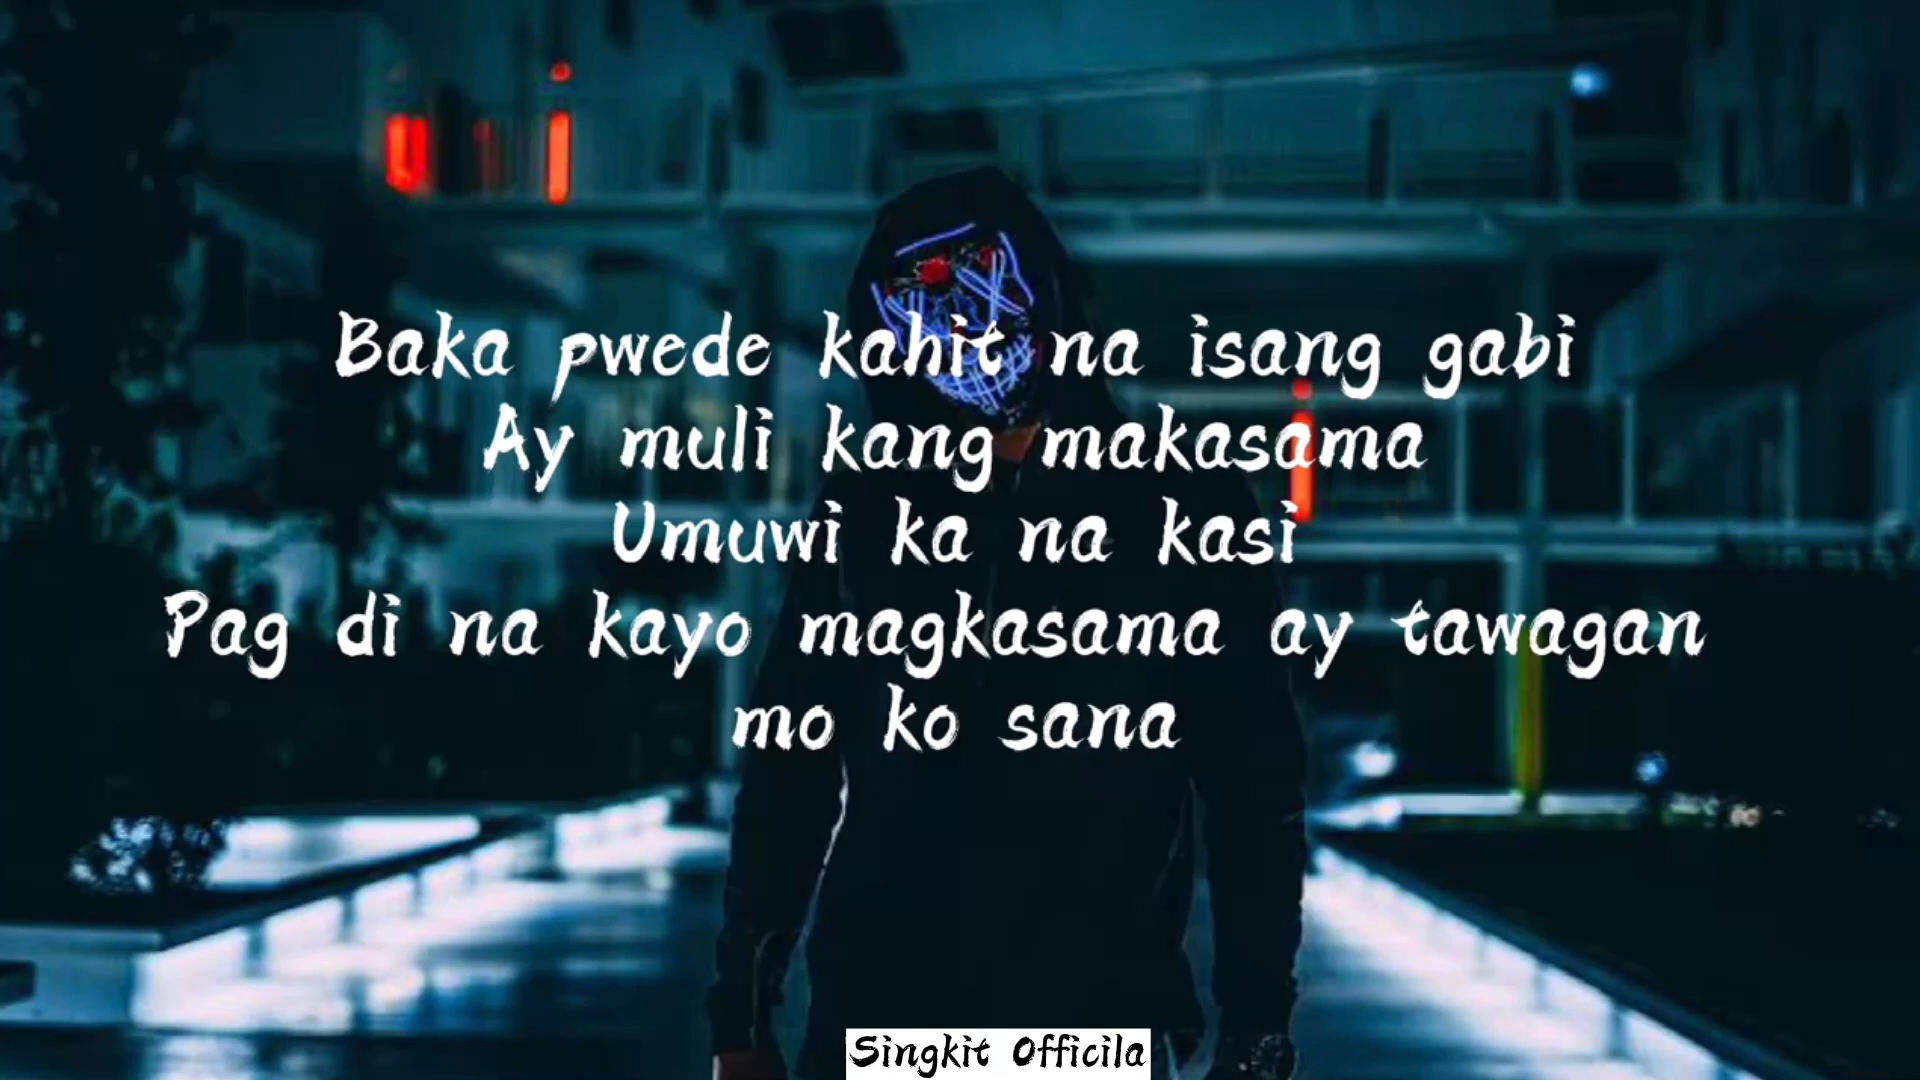 Baka pwede kahit na isang gabi
Ay muli kang makasama
Umuwi ka na kasi
Pag di na kayo magkasama ay tawagan
mo ko sana
Singkit Officila